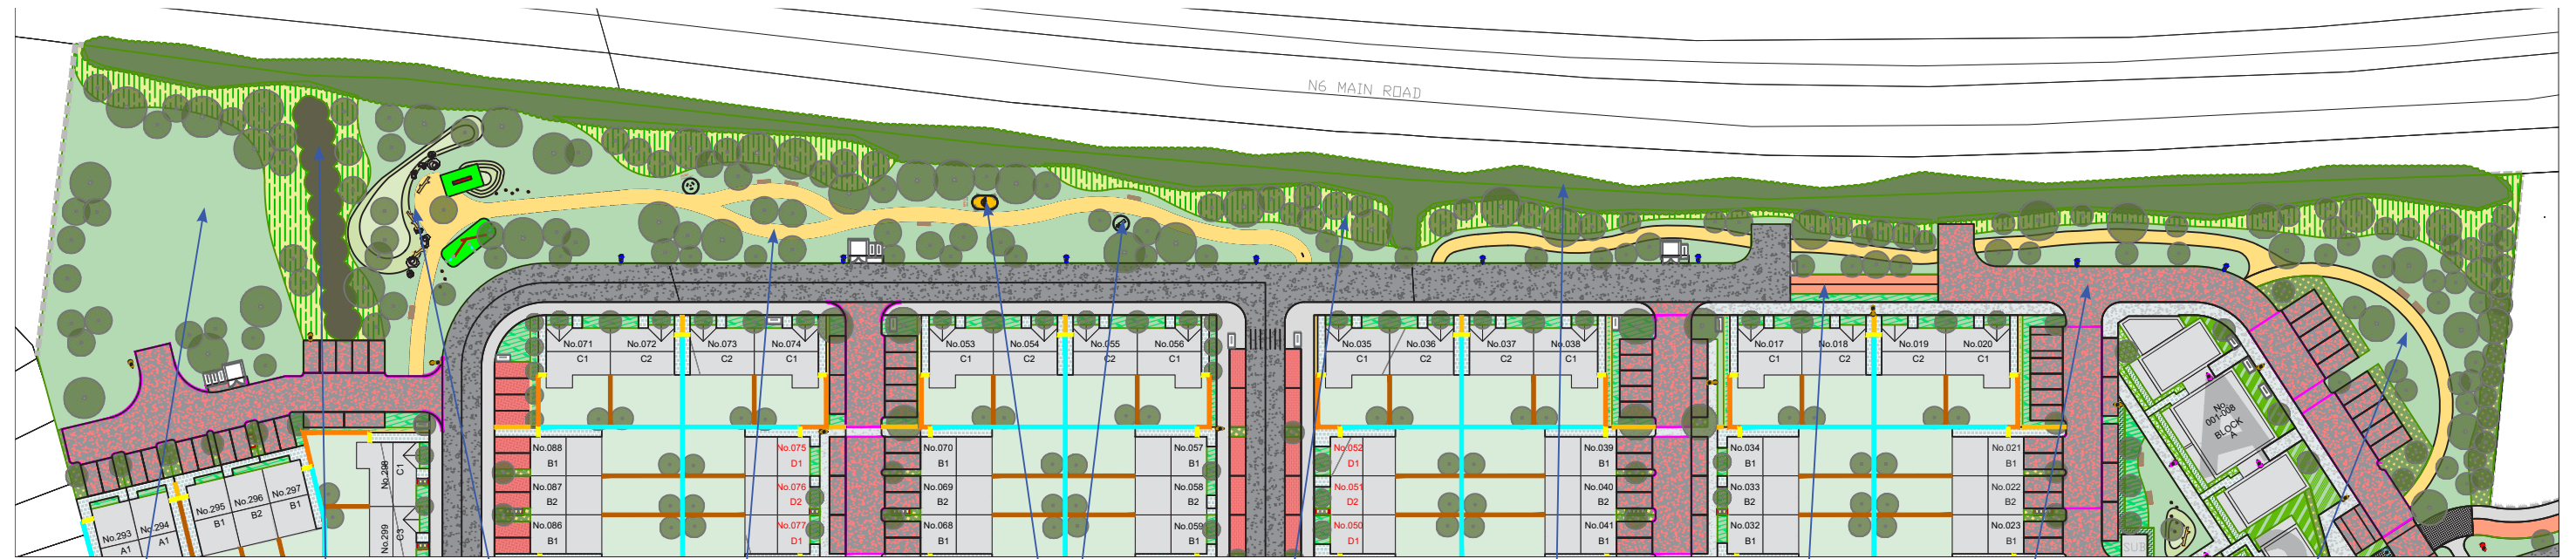 N6 MAIN ROAD
No.071 No.072 No.073 No.074
C1 C2 C2 C1
No.053 No.054 No.055 No.056
C1 C2 C2 C1
No.035 No.036 No.037 No.038
C1 C2 C2 C1
No.017 No.018 No.019 No.020
C1 C2 C2 C1
No.
001-008
BLOCK
A
No.088
B1
No.087
B2
No.086
B1
No.075
D1
No.076
D2
No.077
D1
No.070
B1
No.069
B2
No.068
B1
No.057
B1
No.058
B2
No.059
B1
No.052
D1
No.051
D2
No.050
D1
No.039
B1
No.040
B2
No.041
B1
No.034
B1
No.033
B2
No.032
B1
No.021
B1
No.022
B2
No.023
B1
No.293
A1
No.294
A1
No.295
B1
No.296
B2
No.297
B1
No.298
C1
No.299
C3
SUB